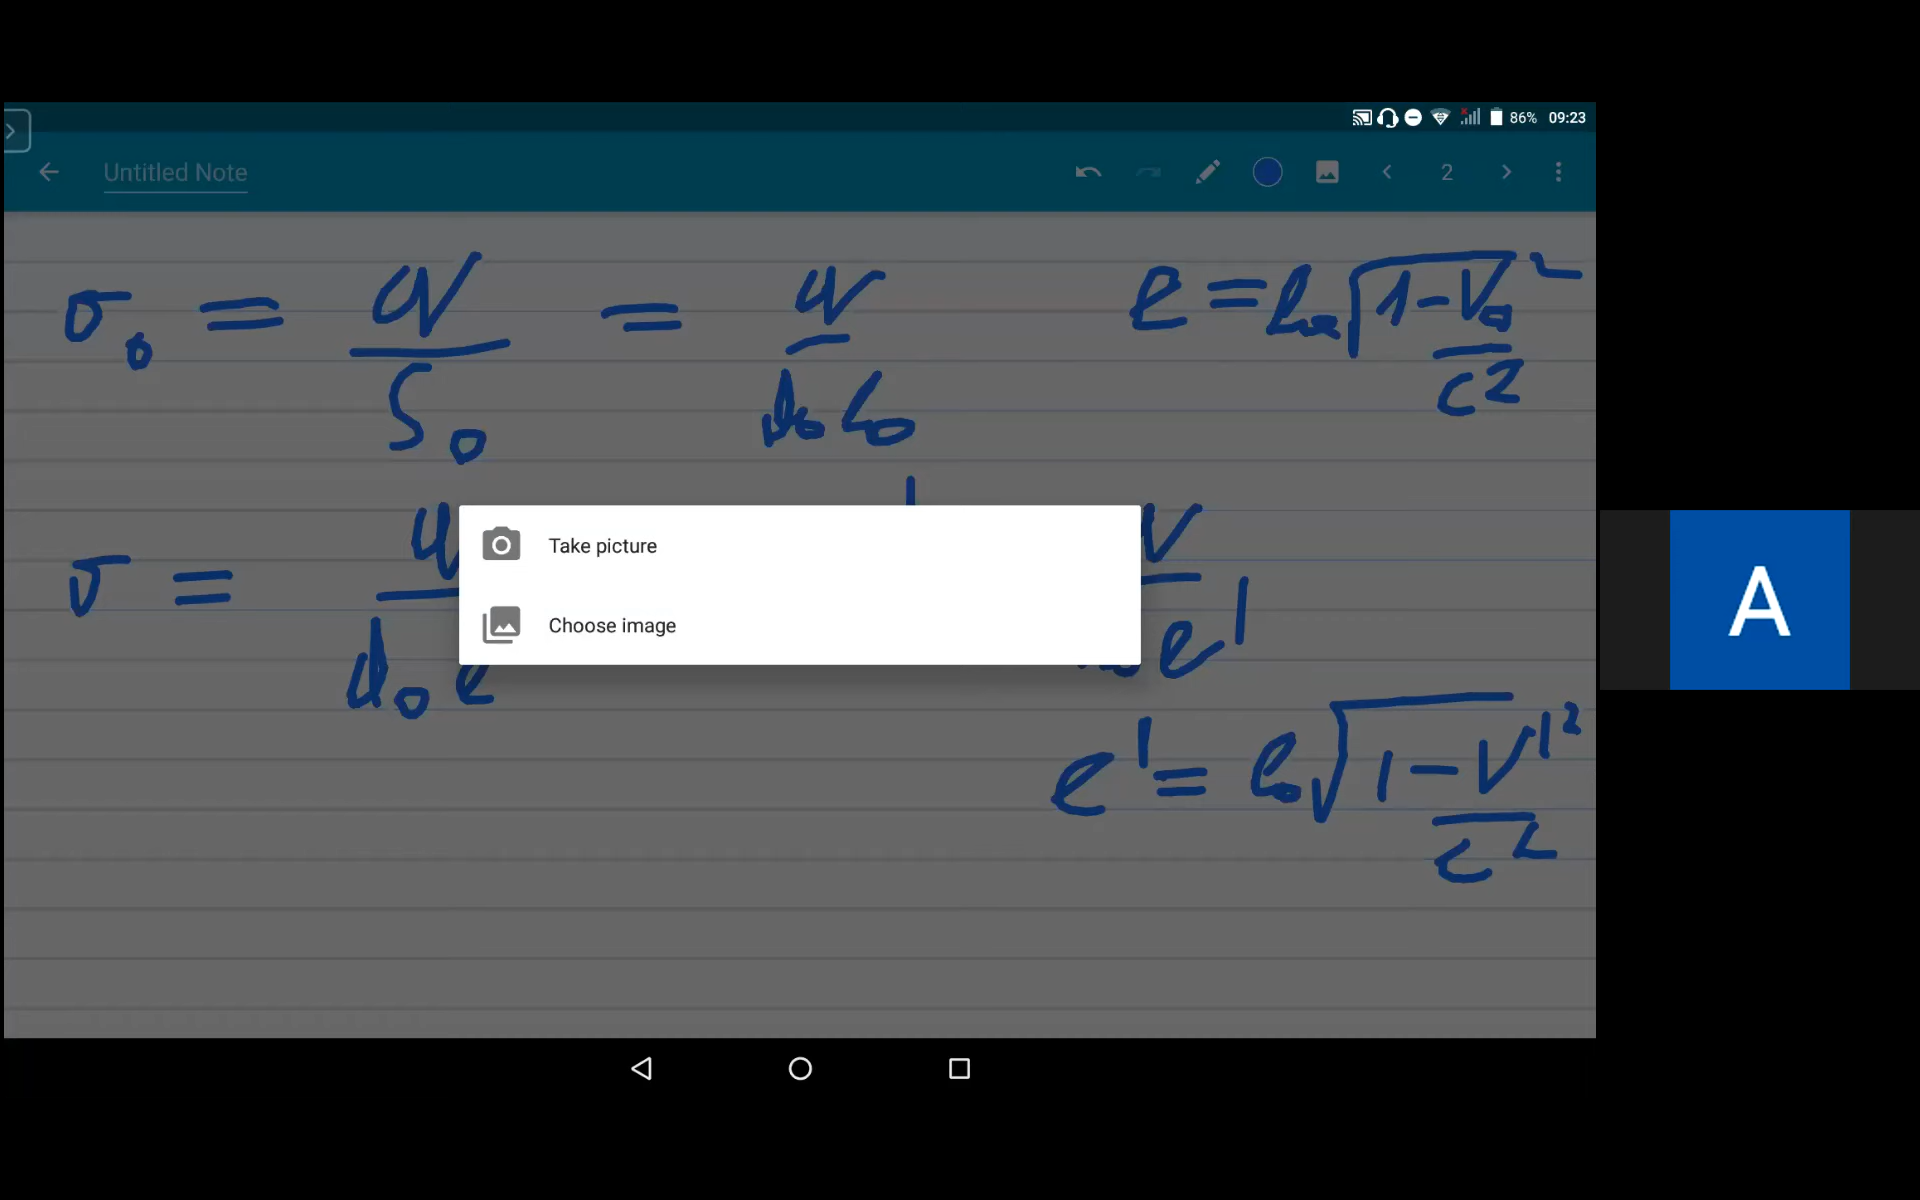 86% 09:23
Untitled Note 2
σ₀ = q/S₀ = q/d₀l₀
l = l₀√1-V₀²/c²
σ = q/d₀l
Take picture
Choose image
l' = l₀√1-V'²/c²
A